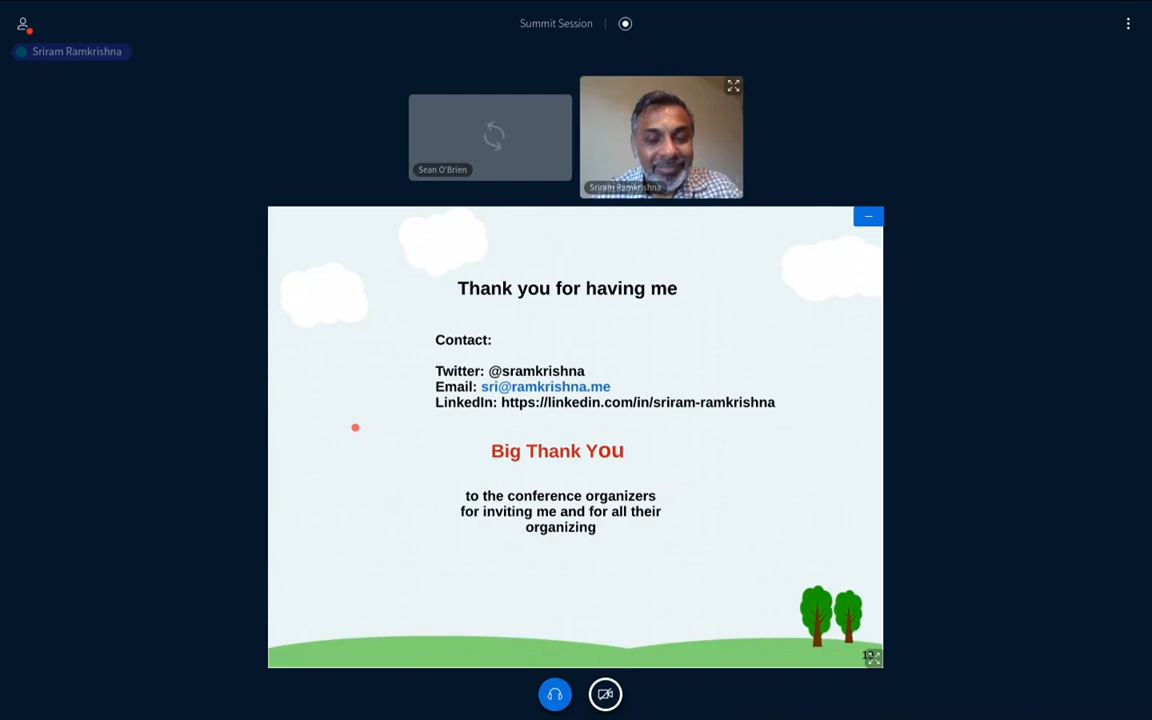 Summit Session
Sriram Ramkrishna
Sean O'Brien
Sriram Ramkrishna
Thank you for having me
Contact:
Twitter: @sramkrishna
Email: sri@ramkrishna.me
LinkedIn: https://linkedin.com/in/sriram-ramkrishna
Big Thank You
to the conference organizers
for inviting me and for all their
organizing